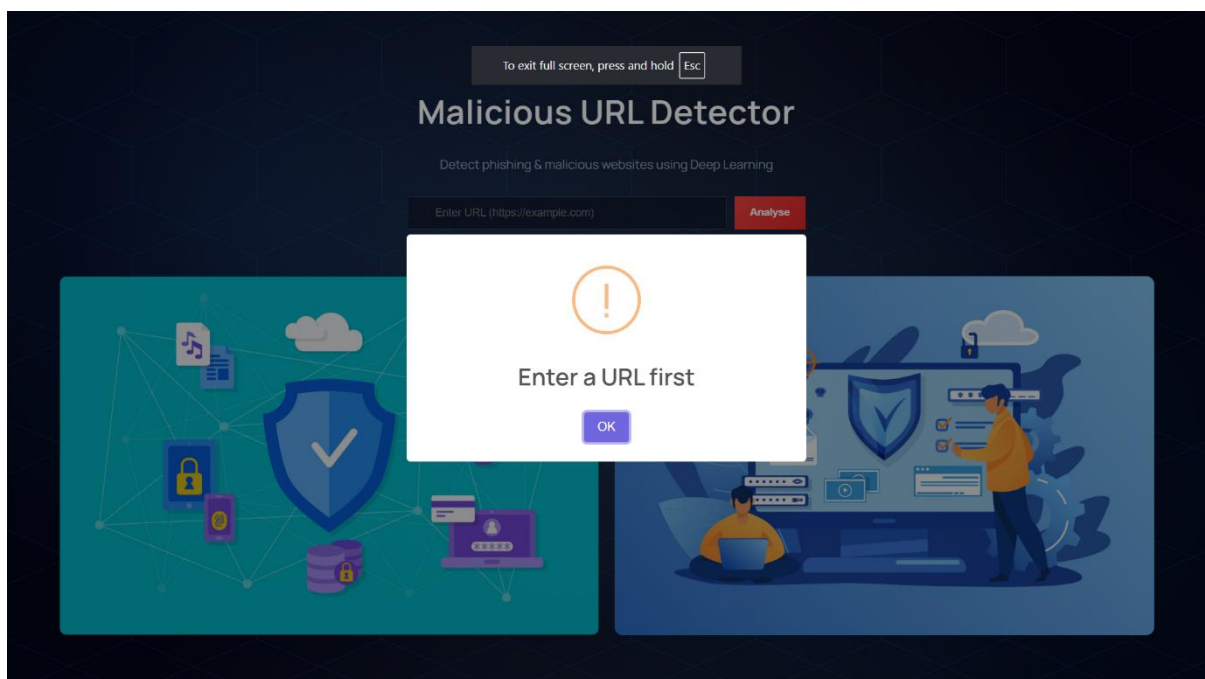 To exit full screen, press and hold Esc
Malicious URL Detector
Detect phishing & malicious websites using Deep Learning
Enter URL (https://example.com)
Analyse
Enter a URL first
OK